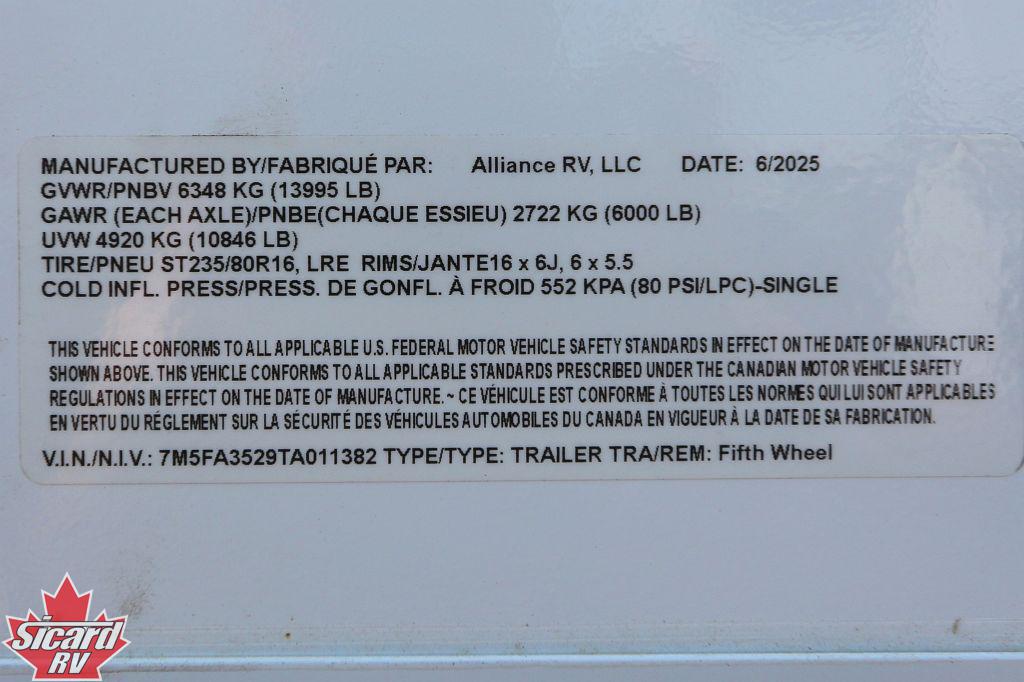 MANUFACTURED BY/FABRIQUÉ PAR: Alliance RV, LLC DATE: 6/2025
GVWR/PNBV 6348 KG (13995 LB)
GAWR (EACH AXLE)/PNBE(CHAQUE ESSIEU) 2722 KG (6000 LB)
UVW 4920 KG (10846 LB)
TIRE/PNEU ST235/80R16, LRE RIMS/JANTE16 x 6J, 6 x 5.5
COLD INFL. PRESS/PRESS. DE GONFL. À FROID 552 KPA (80 PSI/LPC)-SINGLE
THIS VEHICLE CONFORMS TO ALL APPLICABLE U.S. FEDERAL MOTOR VEHICLE SAFETY STANDARDS IN EFFECT ON THE DATE OF MANUFACTURE
SHOWN ABOVE. THIS VEHICLE CONFORMS TO ALL APPLICABLE STANDARDS PRESCRIBED UNDER THE CANADIAN MOTOR VEHICLE SAFETY
REGULATIONS IN EFFECT ON THE DATE OF MANUFACTURE. ~ CE VÉHICULE EST CONFORME À TOUTES LES NORMES QUI LUI SONT APPLICABLES
EN VERTU DU RÉGLEMENT SUR LA SÉCURITÉ DES VÉHICULES AUTOMOBILES DU CANADA EN VIGUEUR À LA DATE DE SA FABRICATION.
V.I.N./N.I.V.: 7M5FA3529TA011382 TYPE/TYPE: TRAILER TRA/REM: Fifth Wheel
Sicard
RV